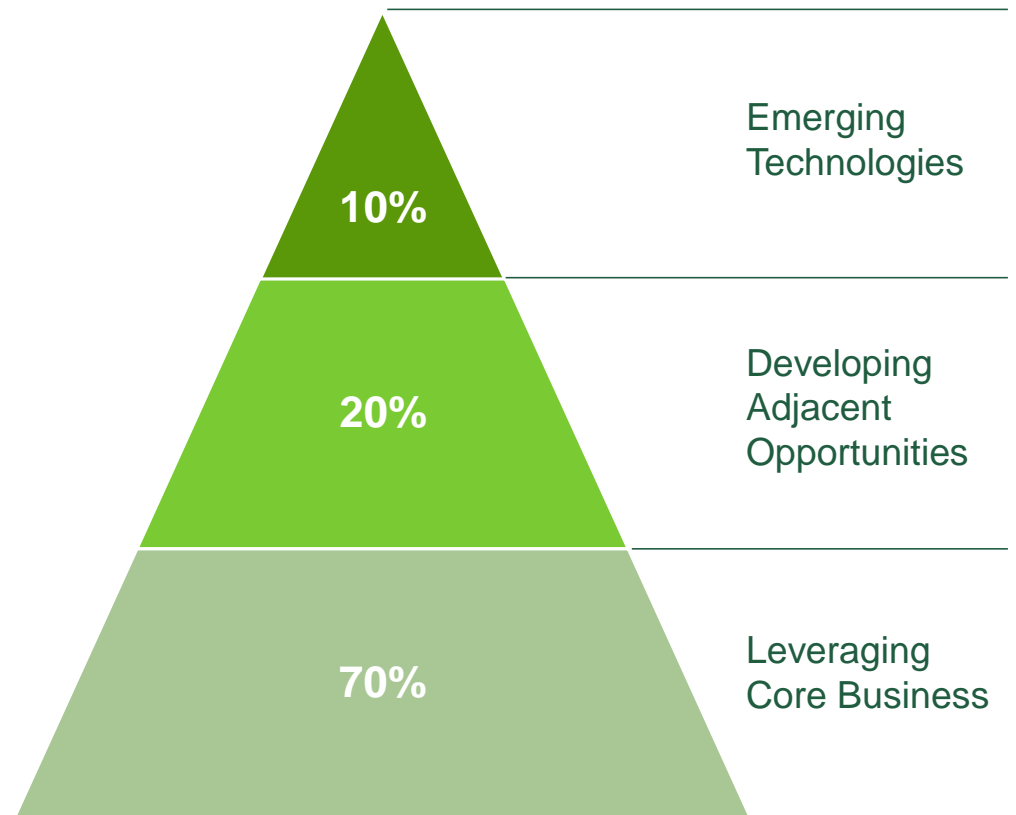 10%
Emerging
Technologies
20%
Developing
Adjacent
Opportunities
70%
Leveraging
Core Business